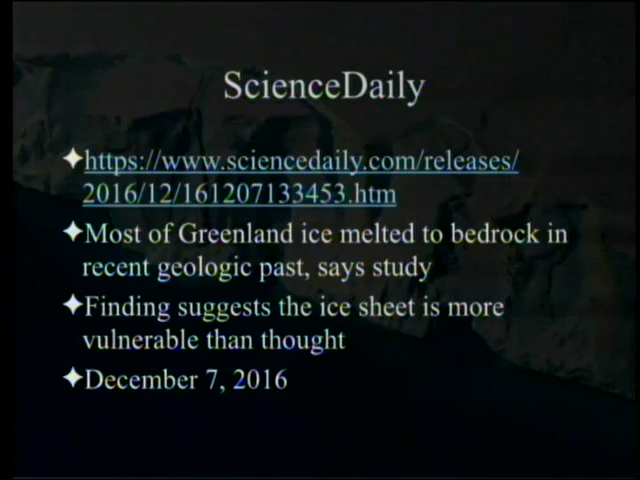 ScienceDaily
https://www.sciencedaily.com/releases/
2016/12/161207133453.htm
Most of Greenland ice melted to bedrock in
recent geologic past, says study
Finding suggests the ice sheet is more
vulnerable than thought
December 7, 2016